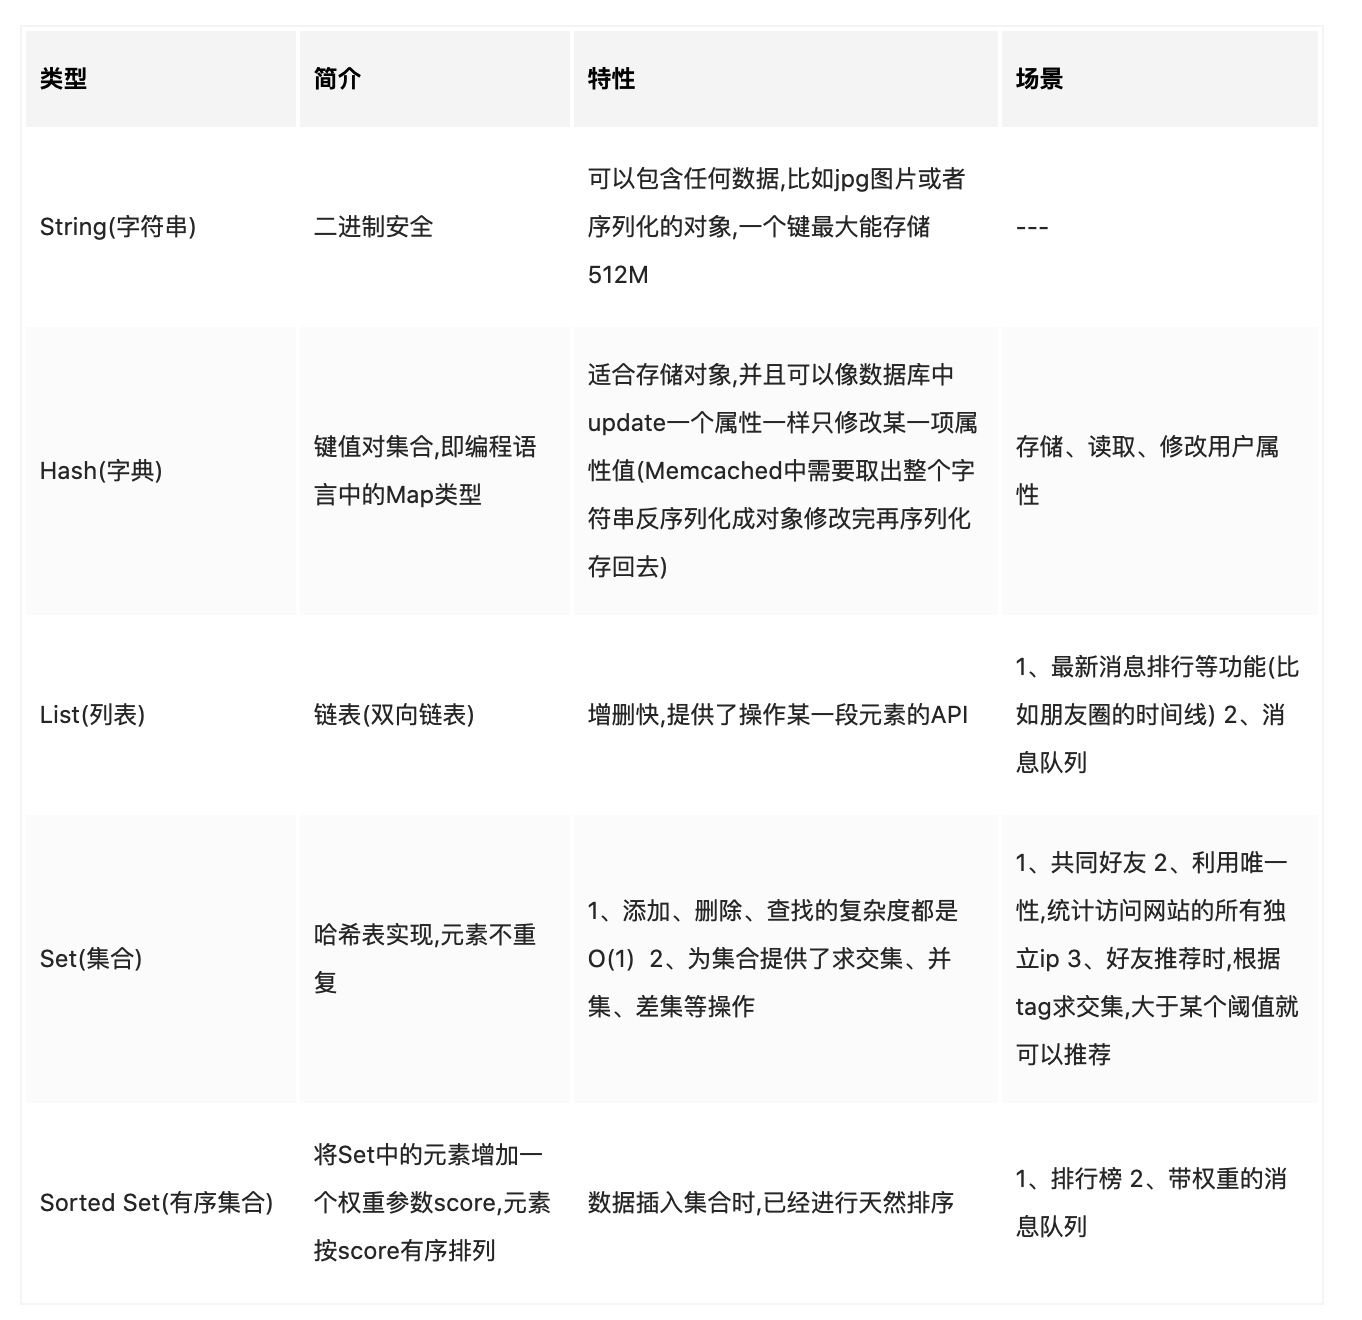 类型
简介
特性
场景
String(字符串)
二进制安全
可以包含任何数据,比如jpg图片或者
序列化的对象,一个键最大能存储
512M
---
Hash(字典)
键值对集合,即编程语
言中的Map类型
适合存储对象,并且可以像数据库中
update一个属性一样只修改某一项属
性值(Memcached中需要取出整个字
符串反序列化成对象修改完再序列化
存回去)
存储、读取、修改用户属
性
List(列表)
链表(双向链表)
增删快,提供了操作某一段元素的API
1、最新消息排行等功能(比
如朋友圈的时间线) 2、消
息队列
Set(集合)
哈希表实现,元素不重
复
1、添加、删除、查找的复杂度都是
O(1)  2、为集合提供了求交集、并
集、差集等操作
1、共同好友 2、利用唯一
性,统计访问网站的所有独
立ip 3、好友推荐时,根据
tag求交集,大于某个阈值就
可以推荐
Sorted Set(有序集合)
将Set中的元素增加一
个权重参数score,元素
按score有序排列
数据插入集合时,已经进行天然排序
1、排行榜 2、带权重的消
息队列